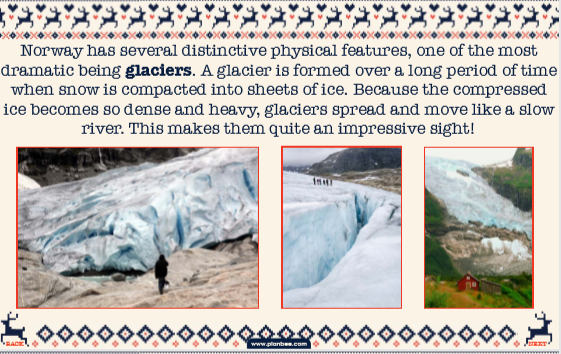 Norway has several distinctive physical features, one of the most
dramatic being glaciers. A glacier is formed over a long period of time
when snow is compacted into sheets of ice. Because the compressed
ice becomes so dense and heavy, glaciers spread and move like a slow
river. This makes them quite an impressive sight!
BACK
www.planbee.com
NEXT